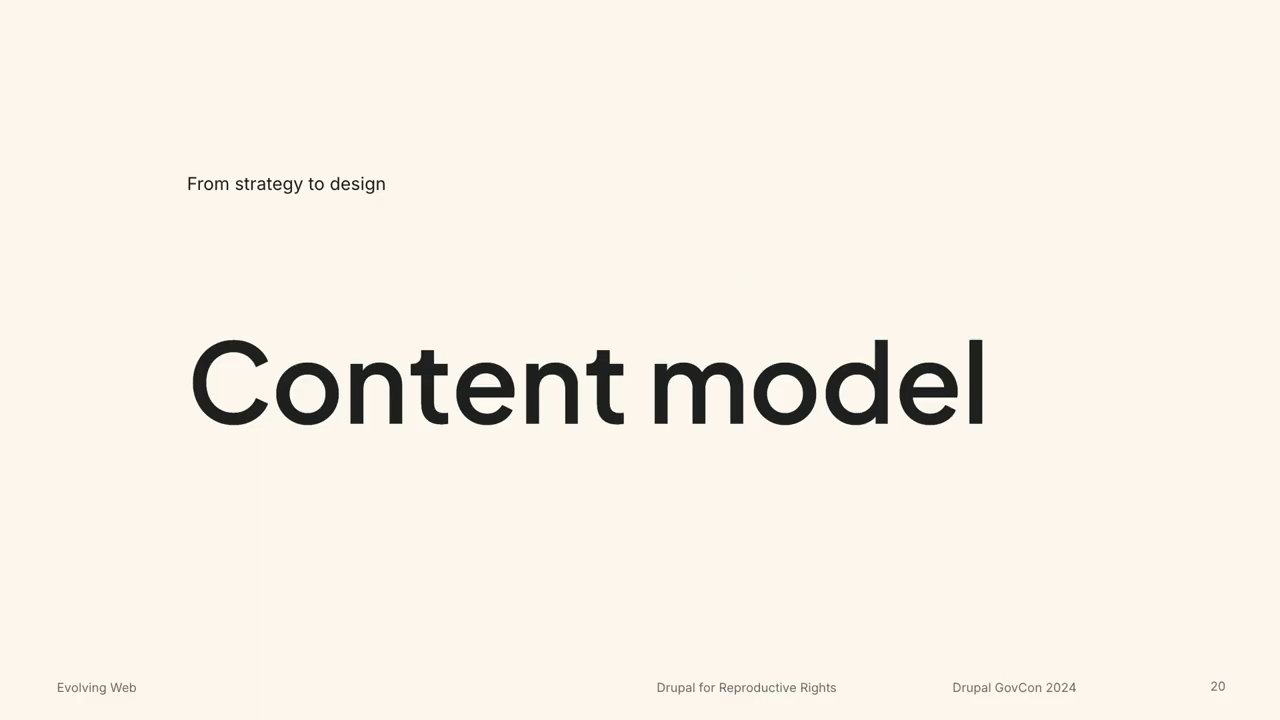 From strategy to design
Content model
Evolving Web
Drupal for Reproductive Rights
Drupal GovCon 2024
20